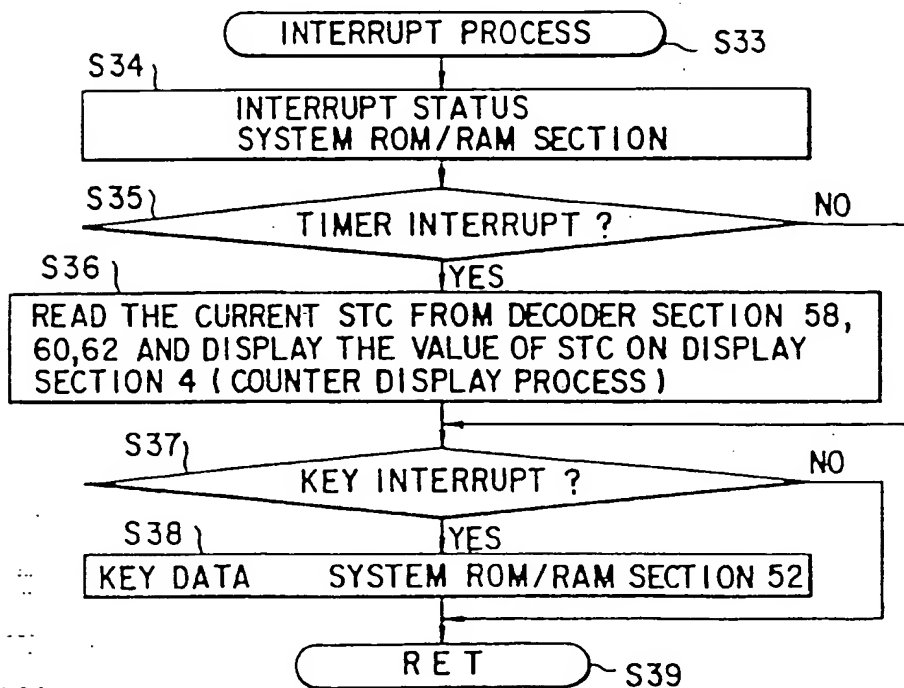 INTERRUPT PROCESS
S33
S34
INTERRUPT STATUS
SYSTEM ROM/RAM SECTION
S35
TIMER INTERRUPT ?
NO
YES
S36
READ THE CURRENT STC FROM DECODER SECTION 58,
60,62 AND DISPLAY THE VALUE OF STC ON DISPLAY
SECTION 4 (COUNTER DISPLAY PROCESS)
S37
KEY INTERRUPT ?
NO
YES
S38
KEY DATA SYSTEM ROM/RAM SECTION 52
RET
S39